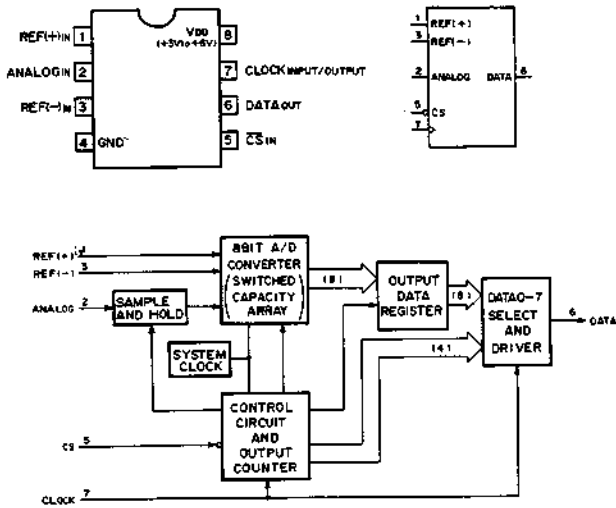 REF(+)IN 1
ANALOGIN 2
REF(-)IN 3
4 GND
VDD 8
(+3V to +6V)
7 CLOCK INPUT/OUTPUT
6 DATA OUT
5 CS IN
1 REF(+)
3 REF(-)
2 ANALOG DATA 6
5 CS
7
REF(+) 1
REF(-) 3
ANALOG 2
SAMPLE
AND HOLD
8BIT A/D
CONVERTER
(SWITCHED
CAPACITY
ARRAY)
(8)
OUTPUT
DATA
REGISTER
(8)
DATA0-7
SELECT
AND
DRIVER
6 DATA
SYSTEM
CLOCK
(4)
CONTROL
CIRCUIT
AND
OUTPUT
COUNTER
CS 5
CLOCK 7